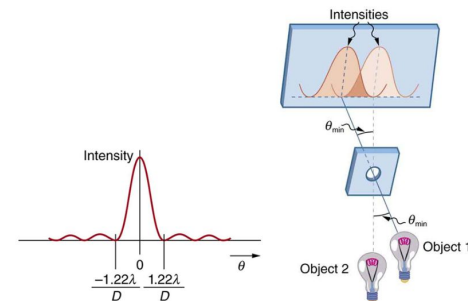 Intensities
θmin
θmin
Object 1
Object 2
Intensity
0
θ
−1.22λ
D
1.22λ
D